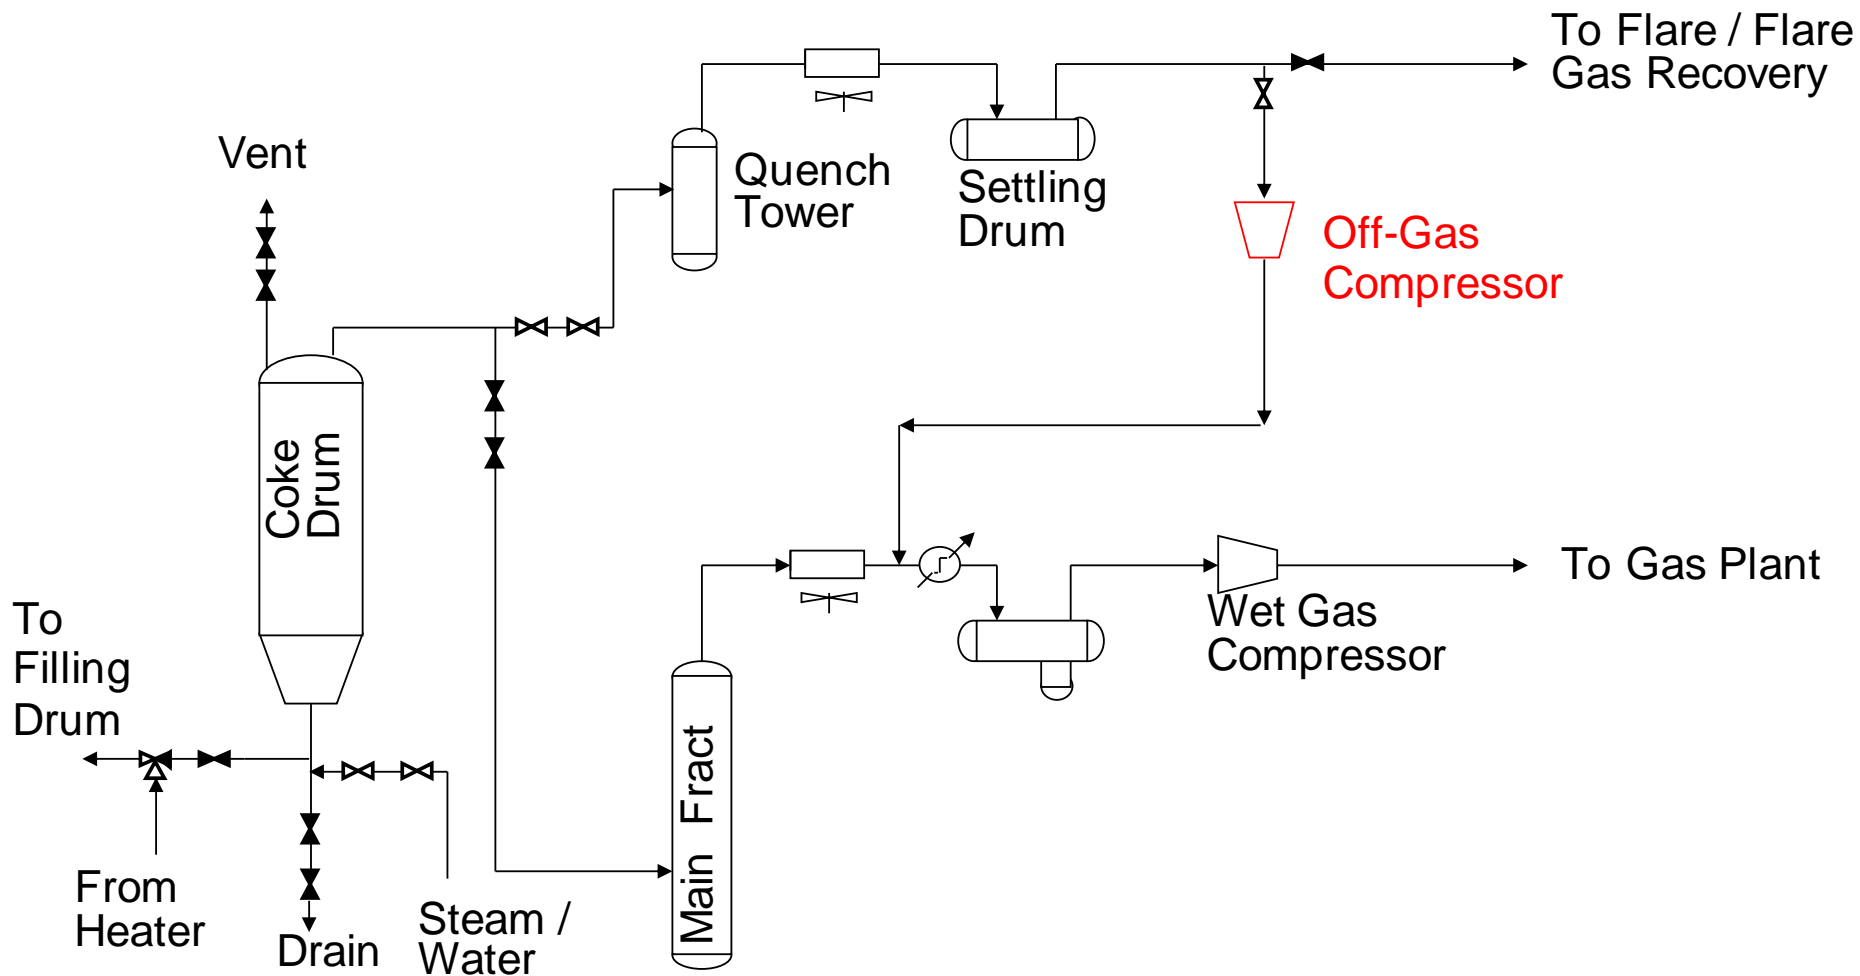 To Flare / Flare
Gas Recovery
Vent
Quench
Tower
Settling
Drum
Off-Gas
Compressor
Coke
Drum
To Gas Plant
Wet Gas
Compressor
To
Filling
Drum
Main Fract
From
Heater
Drain
Steam /
Water